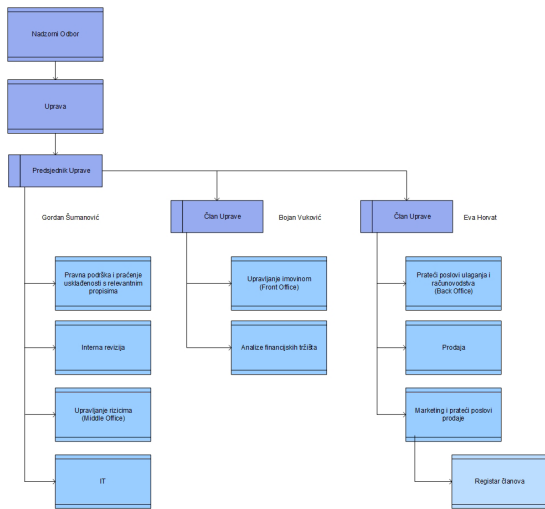 Nadzorni Odbor
Uprava
Predsjednik Uprave
Gordan Šumanović
Član Uprave
Bojan Vuković
Član Uprave
Eva Horvat
Pravna podrška i praćenje
usklađenosti s relevantnim
propisima
Upravljanje imovinom
(Front Office)
Prateći poslovi ulaganja i
računovodstva
(Back Office)
Interna revizija
Analize financijskih tržišta
Prodaja
Upravljanje rizicima
(Middle Office)
Marketing i prateći poslovi
prodaje
IT
Registar članova